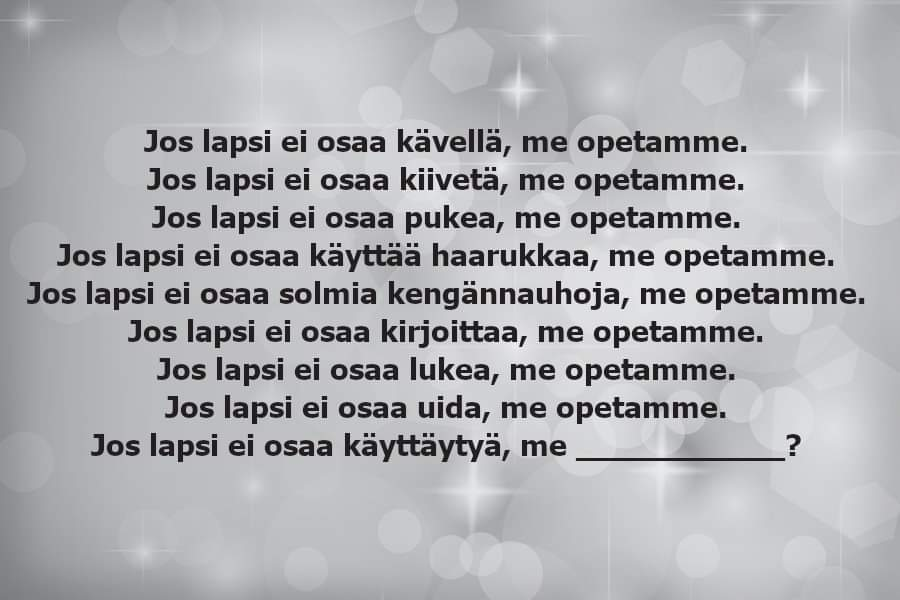 Jos lapsi ei osaa kävellä, me opetamme.
Jos lapsi ei osaa kiivetä, me opetamme.
Jos lapsi ei osaa pukea, me opetamme.
Jos lapsi ei osaa käyttää haarukkaa, me opetamme.
Jos lapsi ei osaa solmia kengännauhoja, me opetamme.
Jos lapsi ei osaa kirjoittaa, me opetamme.
Jos lapsi ei osaa lukea, me opetamme.
Jos lapsi ei osaa uida, me opetamme.
Jos lapsi ei osaa käyttäytyä, me ______________?